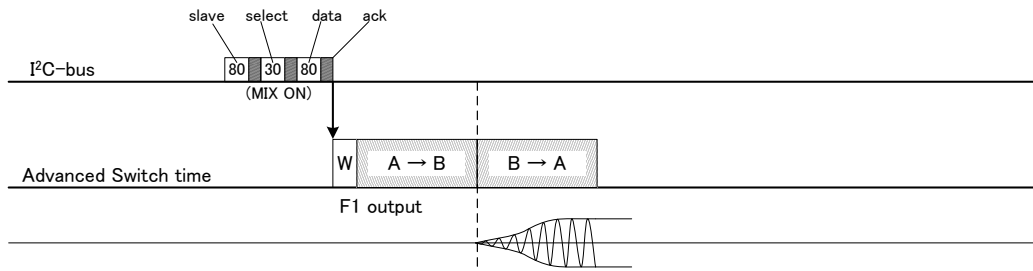 slave select data ack
I²C-bus
80 30 80
(MIX ON)
W A → B B → A
Advanced Switch time
F1 output